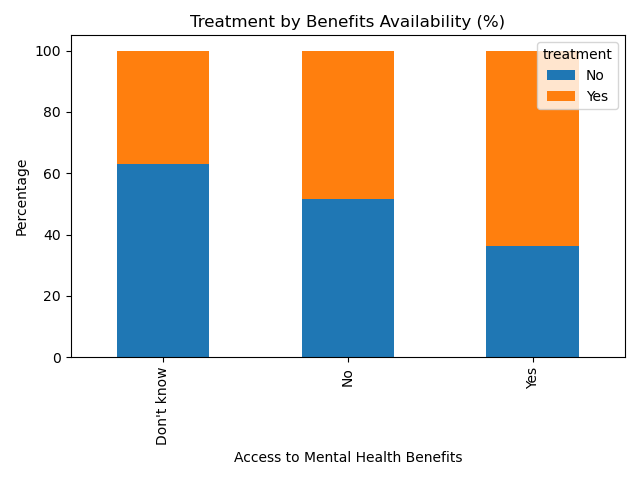 Treatment by Benefits Availability (%)
treatment
No
Yes
100
80
60
40
20
0
Percentage
Don't know
No
Yes
Access to Mental Health Benefits